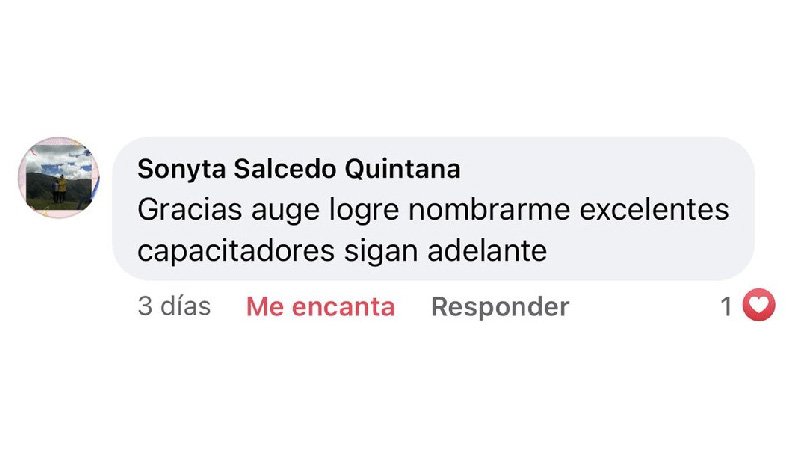 Sonyta Salcedo Quintana
Gracias auge logre nombrarme excelentes
capacitadores sigan adelante
3 días Me encanta Responder 1